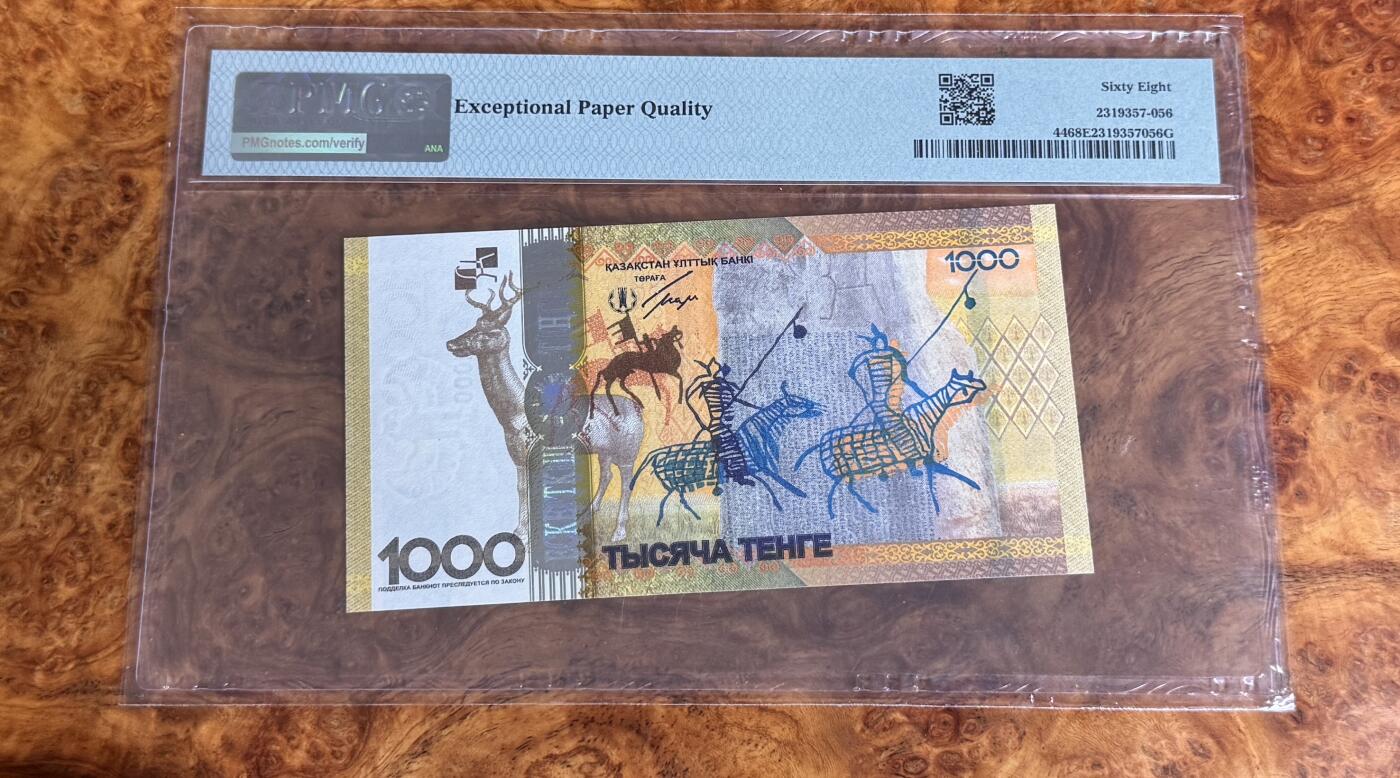 PMG
PMGnotes.com/verify
ANA
Exceptional Paper Quality
Sixty Eight
2319357-056
4468E2319357056G
ҚАЗАҚСТАН ҰЛТТЫҚ БАНКІ
ТӨРАҒА
1000
1000
ПОДДЕЛКА БАНКНОТ ПРЕСЛЕДУЕТСЯ ПО ЗАКОНУ
ТЫСЯЧА ТЕНГЕ